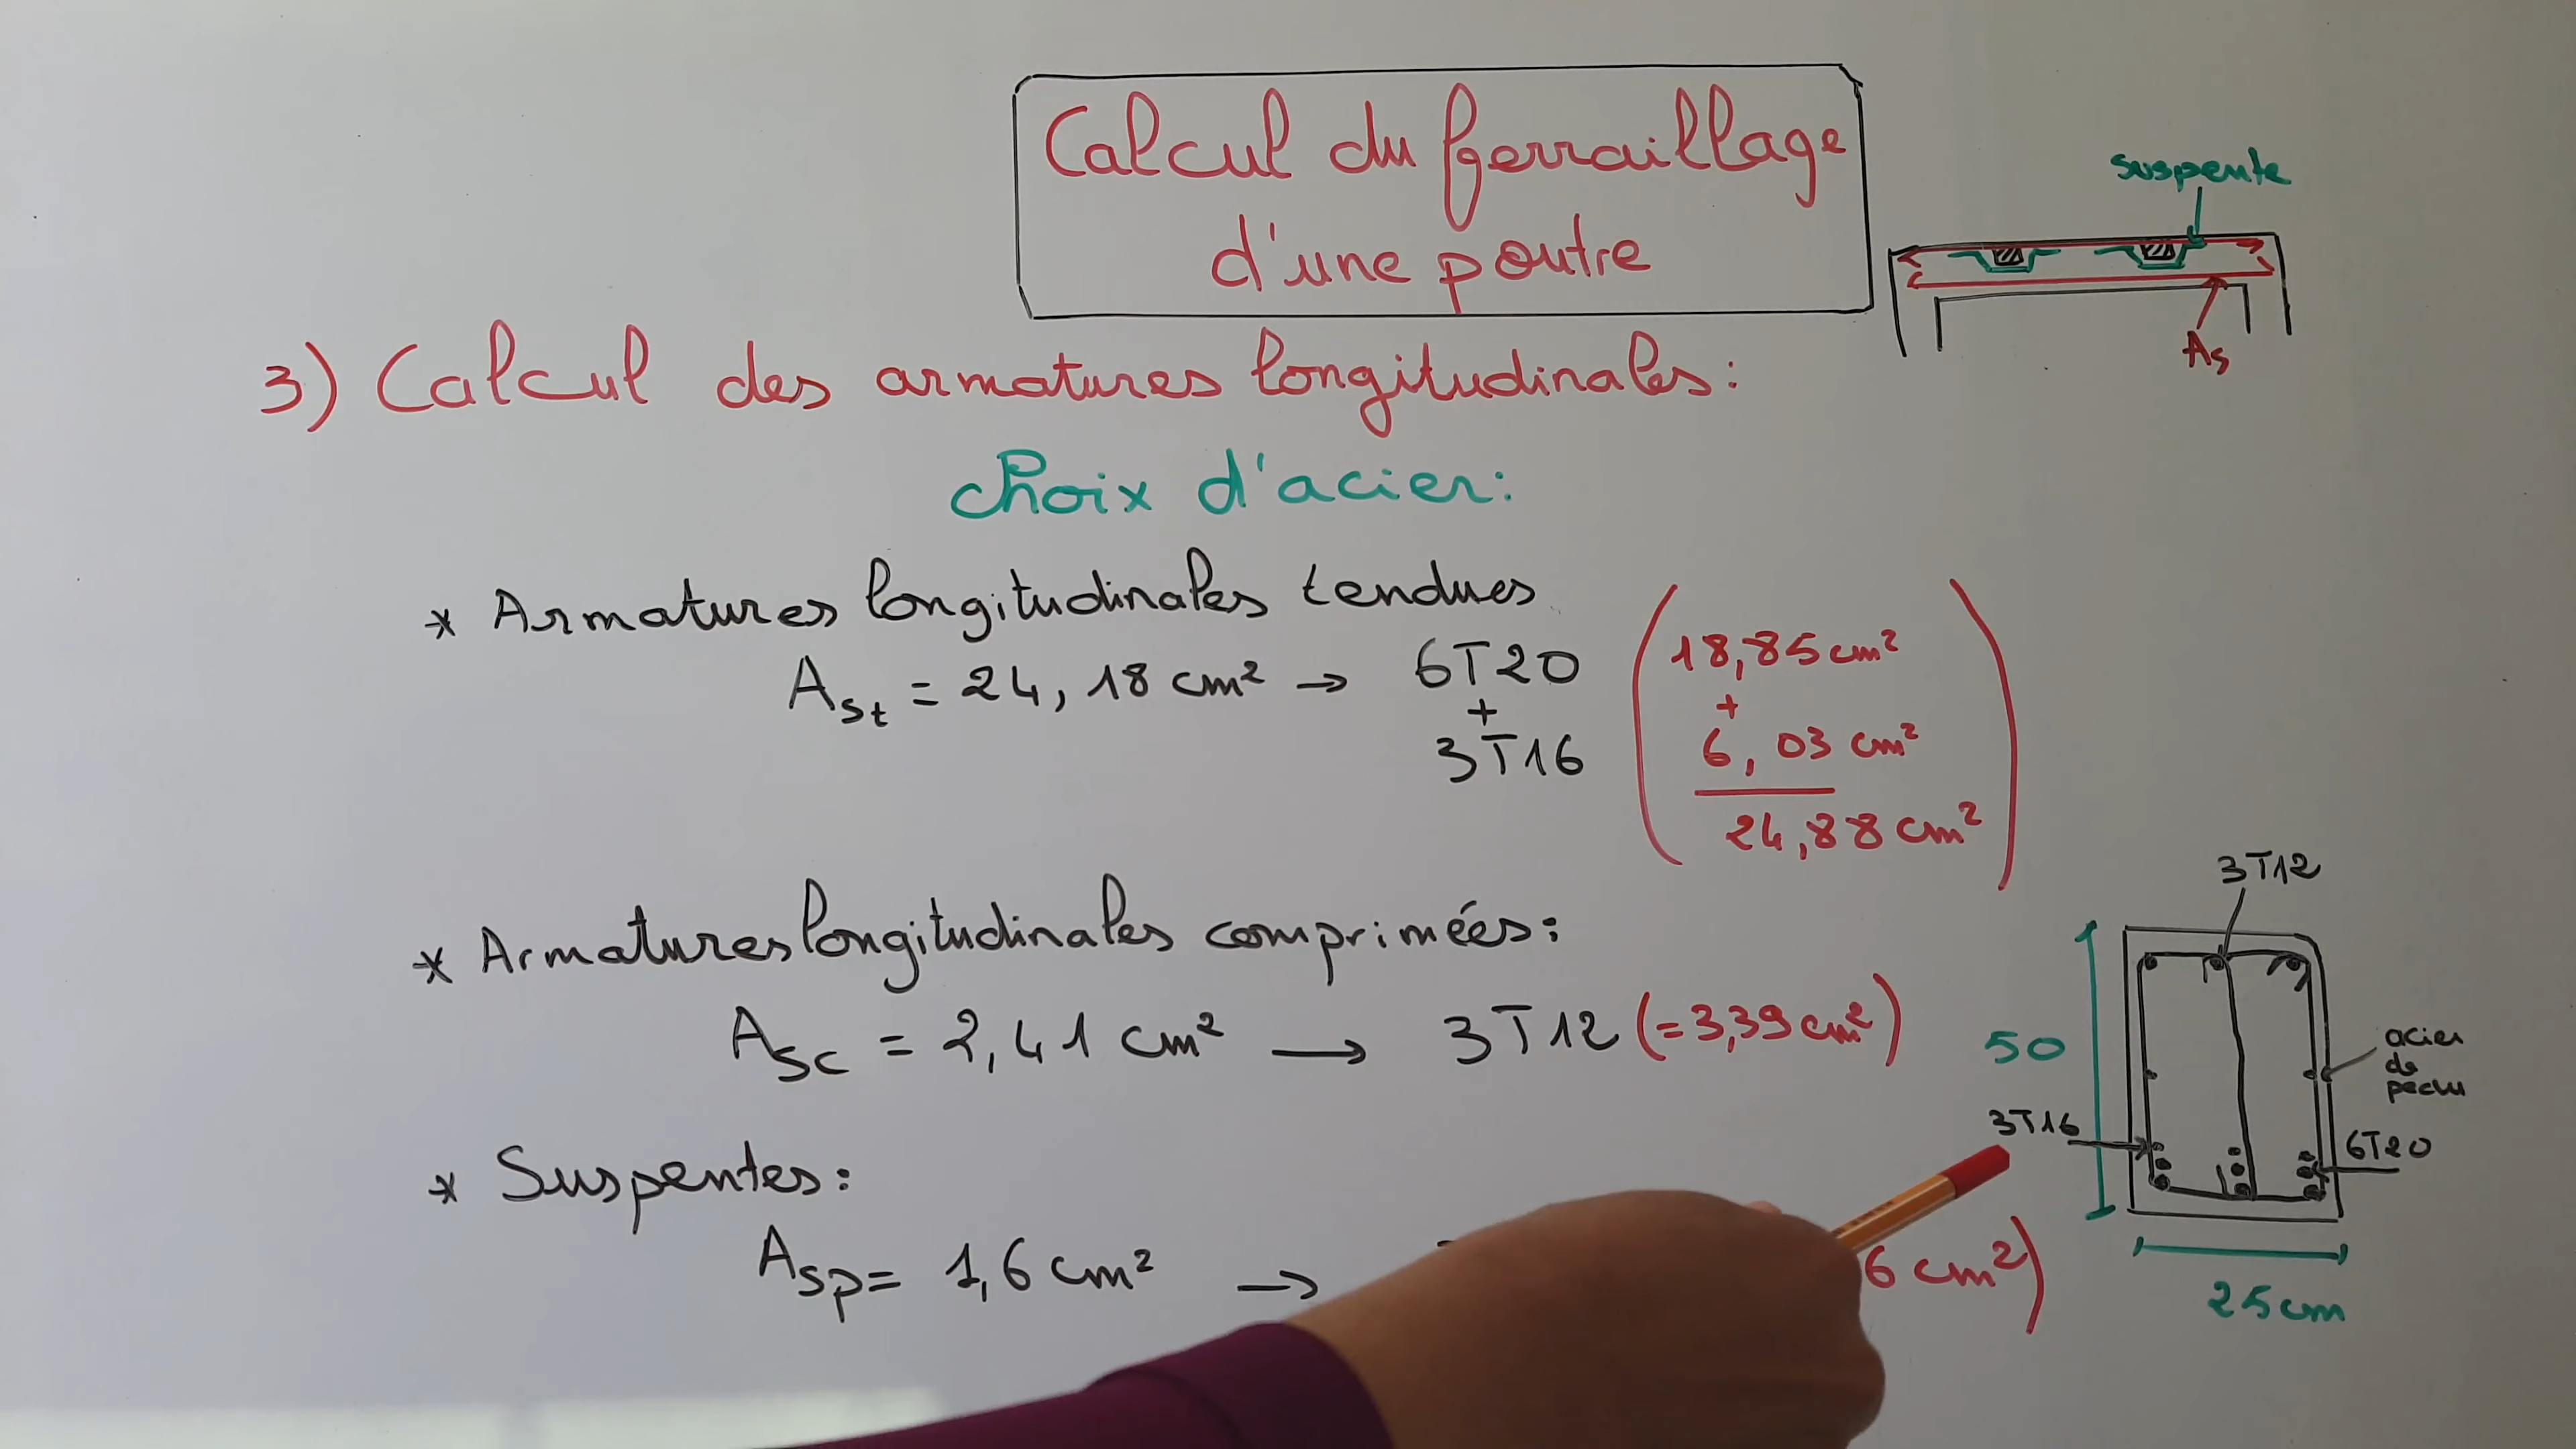 Calcul du ferraillage
d'une poutre
suspente
As
3) Calcul des armatures longitudinales:
choix d'acier:
* Armatures longitudinales tendues
Ast = 24,18 cm² → 6T20
+
3T16
(18,85 cm²
+
6,03 cm²
24,88 cm²)
* Armatures longitudinales comprimées:
Asc = 2,41 cm² → 3T12 (=3,39 cm²)
* Suspentes:
Asp = 1,6 cm² →
6 cm²)
3T12
50
acier
de
peau
3T16
6T20
25 cm